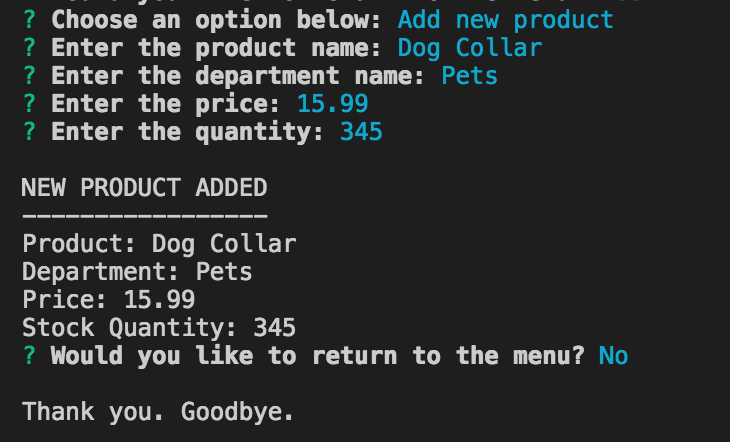 ? Choose an option below: Add new product
? Enter the product name: Dog Collar
? Enter the department name: Pets
? Enter the price: 15.99
? Enter the quantity: 345
NEW PRODUCT ADDED
-----------------
Product: Dog Collar
Department: Pets
Price: 15.99
Stock Quantity: 345
? Would you like to return to the menu? No
Thank you. Goodbye.